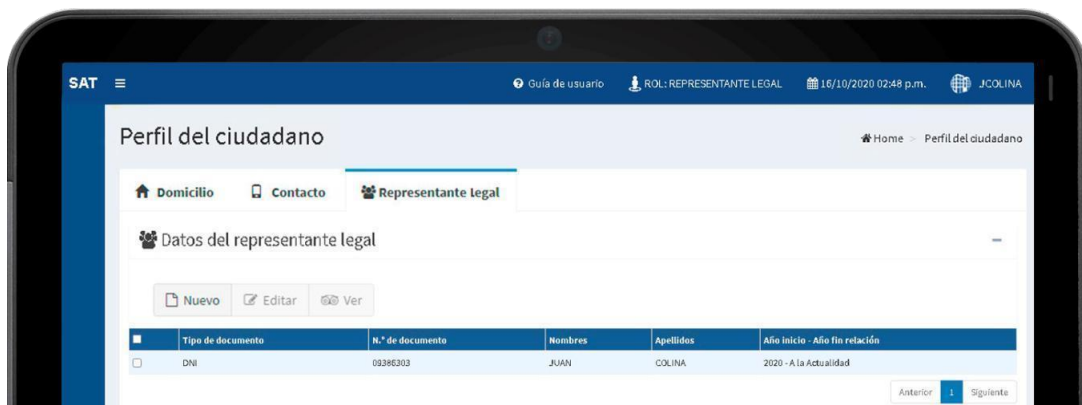 SAT Guía de usuario ROL: REPRESENTANTE LEGAL 16/10/2020 02:48 p.m. JCOLINA
Perfil del ciudadano Home > Perfil del ciudadano
Domicilio Contacto Representante Legal
Datos del representante legal
Nuevo Editar Ver
Tipo de documento N.° de documento Nombres Apellidos Año inicio - Año fin relación
DNI 09386303 JUAN COLINA 2020 - A la Actualidad
Anterior 1 Siguiente